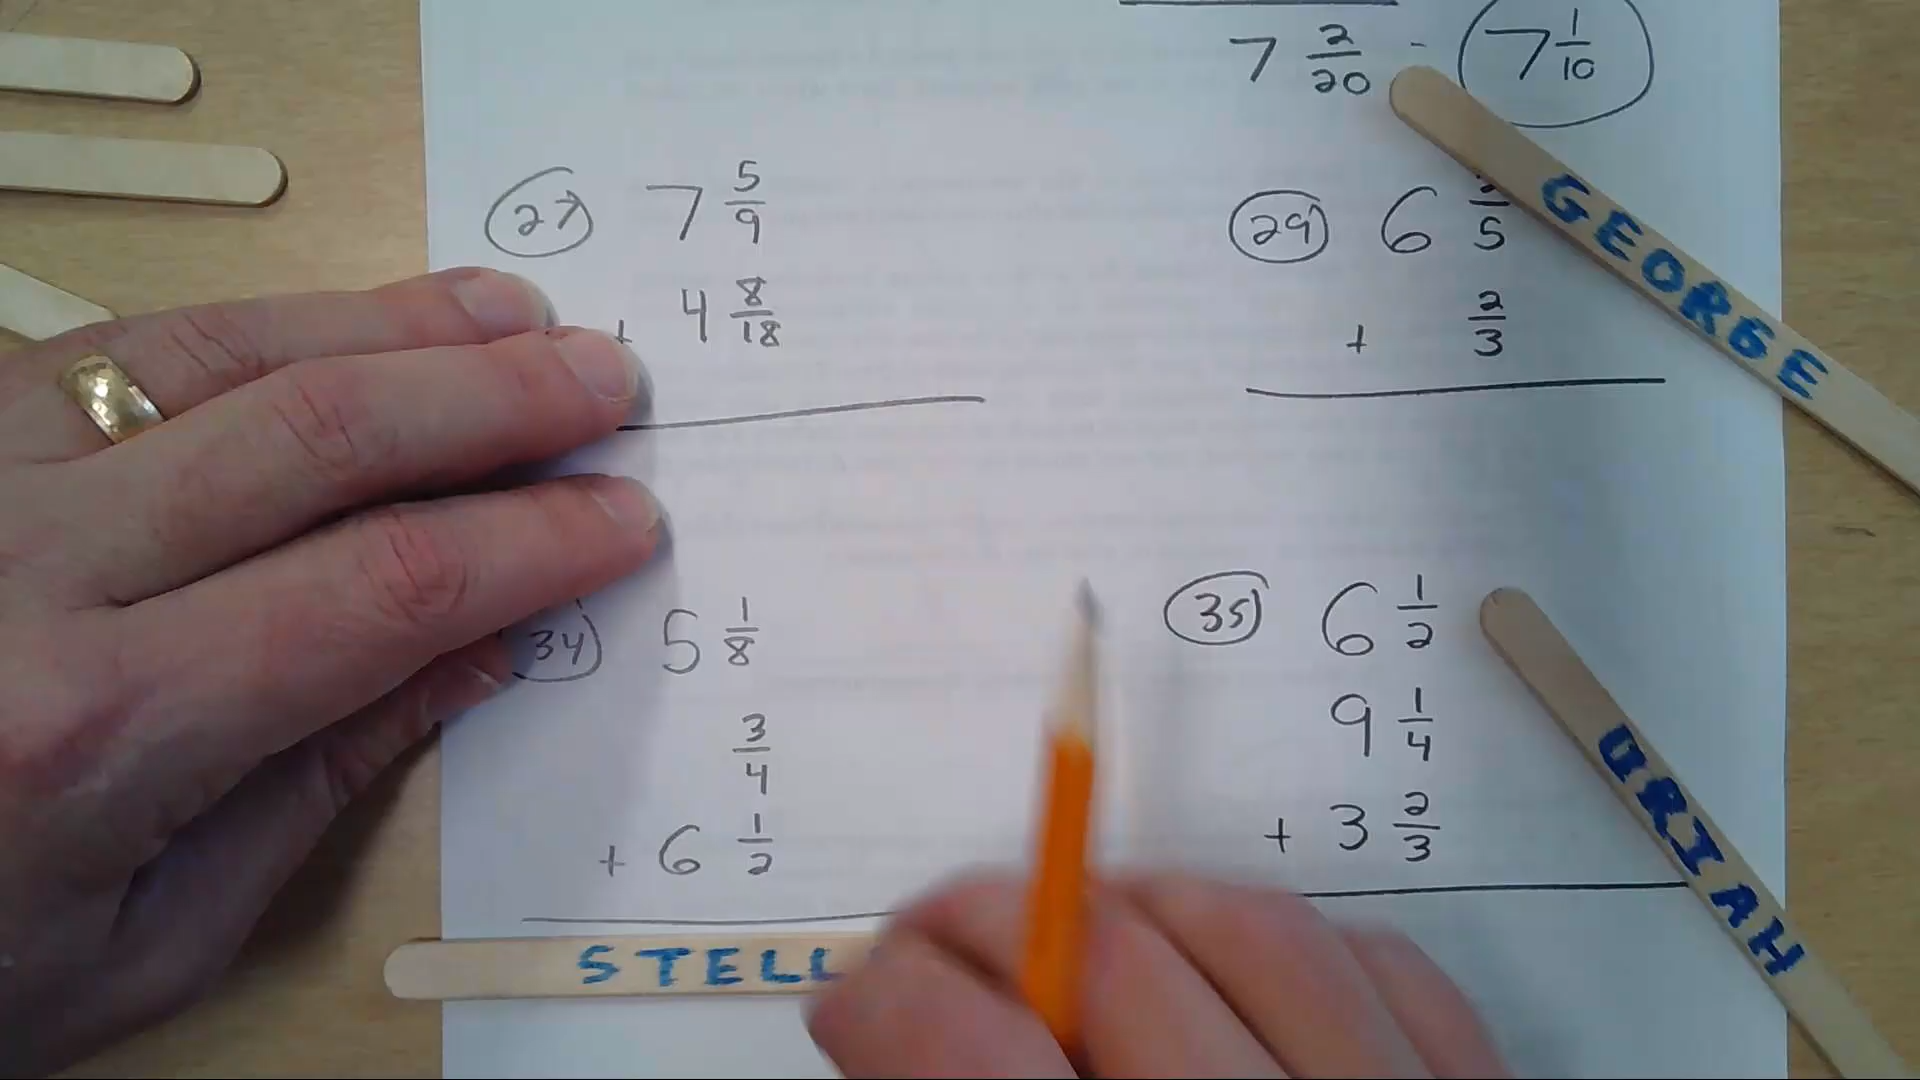 7 2/20 - 7 1/10
27 7 5/9
+ 4 8/18
29 6 /5
+ 2/3
GEORGE
34 5 1/8
3/4
+ 6 1/2
35 6 1/2
9 1/4
+ 3 2/3
URIAH